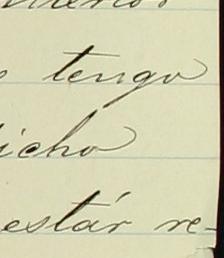 tengo
icho
estár re-